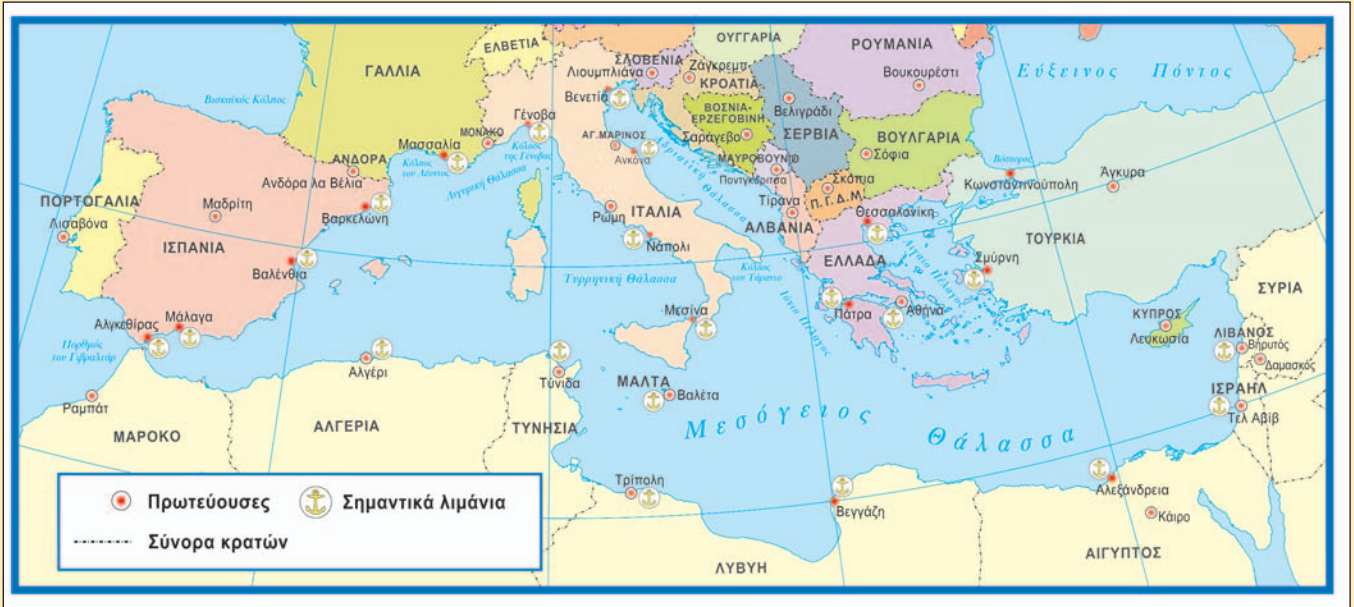 ΟΥΓΓΑΡΙΑ
ΡΟΥΜΑΝΙΑ
ΕΛΒΕΤΙΑ
ΣΛΟΒΕΝΙΑ
Ζάγκρεμπ
ΓΑΛΛΙΑ
Λιουμπλιάνα
ΚΡΟΑΤΙΑ
Βουκουρέστι
Εύξεινος Πόντος
Βισκαϊκός Κόλπος
Βενετία
ΒΟΣΝΙΑ-
ΕΡΖΕΓΟΒΙΝΗ
Βελιγράδι
Γένοβα
ΜΟΝΑΚΟ
ΑΓ.ΜΑΡΙΝΟΣ
Σαράγεβο
ΣΕΡΒΙΑ
ΒΟΥΛΓΑΡΙΑ
Μασσαλία
Κόλπος
της Γένοβας
Ανκόνα
ΜΑΥΡΟΒΟΥΝΙΟ
Σόφια
Βόσπορος
ΑΝΔΟΡΑ
Κόλπος
του Λέοντος
Λιγυρική Θάλασσα
Αδριατική Θάλασσα
Ποντγκόριτσα
Σκόπια
Κωνσταντινούπολη
Άγκυρα
Ανδόρα λα Βέλια
Π.Γ.Δ.Μ.
ΠΟΡΤΟΓΑΛΙΑ
Μαδρίτη
Βαρκελώνη
Ρώμη
ΙΤΑΛΙΑ
Τίρανα
Θεσσαλονίκη
Λισαβόνα
ΑΛΒΑΝΙΑ
ΤΟΥΡΚΙΑ
ΙΣΠΑΝΙΑ
Νάπολι
ΕΛΛΑΔΑ
Αιγαίο Πέλαγος
Σμύρνη
Βαλένθια
Τυρρηνική Θάλασσα
Κόλπος
του Τάραντα
Ιόνιο Πέλαγος
ΣΥΡΙΑ
Μεσίνα
Πάτρα
Αθήνα
ΚΥΠΡΟΣ
Αλγκεθίρας
Μάλαγα
Λευκωσία
ΛΙΒΑΝΟΣ
Βηρυτός
Πορθμός
του Γιβραλτάρ
Αλγέρι
Τύνιδα
ΜΑΛΤΑ
Βαλέτα
Δαμασκός
ΙΣΡΑΗΛ
Ραμπάτ
Τελ Αβίβ
ΜΑΡΟΚΟ
ΑΛΓΕΡΙΑ
ΤΥΝΗΣΙΑ
Μεσόγειος Θάλασσα
Τρίπολη
Βεγγάζη
Αλεξάνδρεια
Κάιρο
ΛΥΒΥΗ
ΑΙΓΥΠΤΟΣ
Πρωτεύουσες
Σημαντικά λιμάνια
Σύνορα κρατών